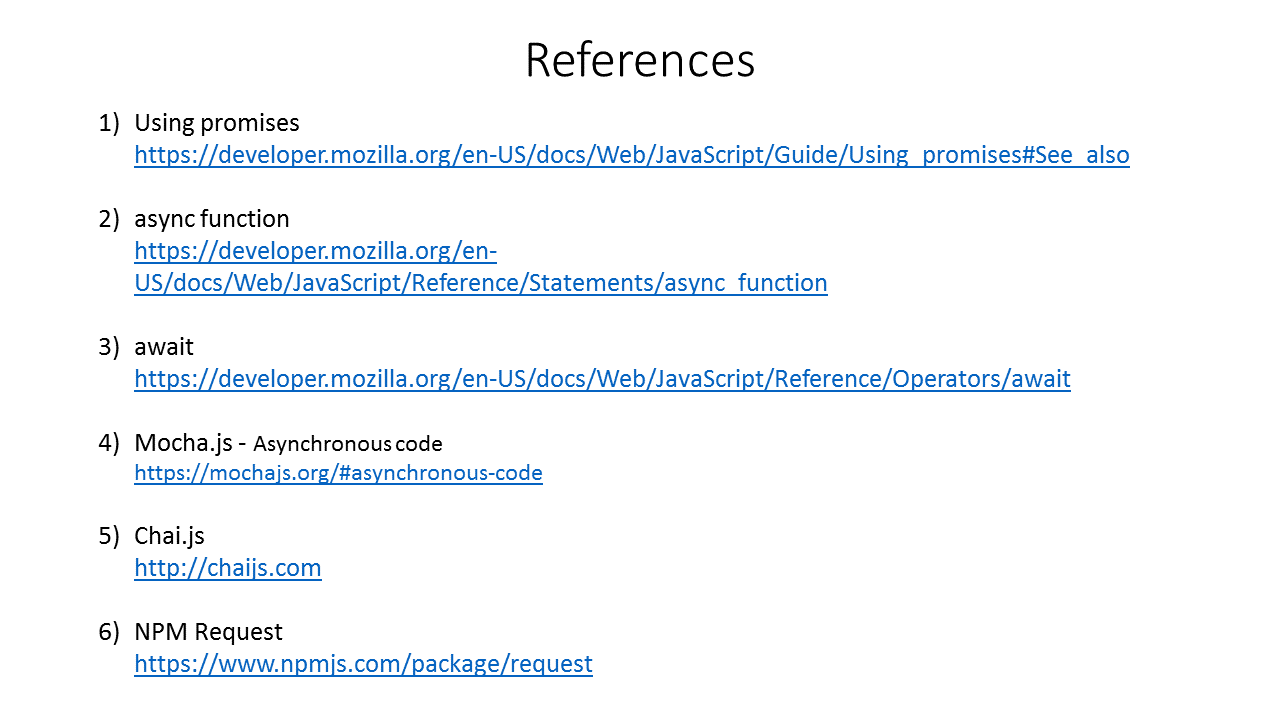 References
1) Using promises
https://developer.mozilla.org/en-US/docs/Web/JavaScript/Guide/Using_promises#See_also
2) async function
https://developer.mozilla.org/en-
US/docs/Web/JavaScript/Reference/Statements/async_function
3) await
https://developer.mozilla.org/en-US/docs/Web/JavaScript/Reference/Operators/await
4) Mocha.js - Asynchronous code
https://mochajs.org/#asynchronous-code
5) Chai.js
http://chaijs.com
6) NPM Request
https://www.npmjs.com/package/request